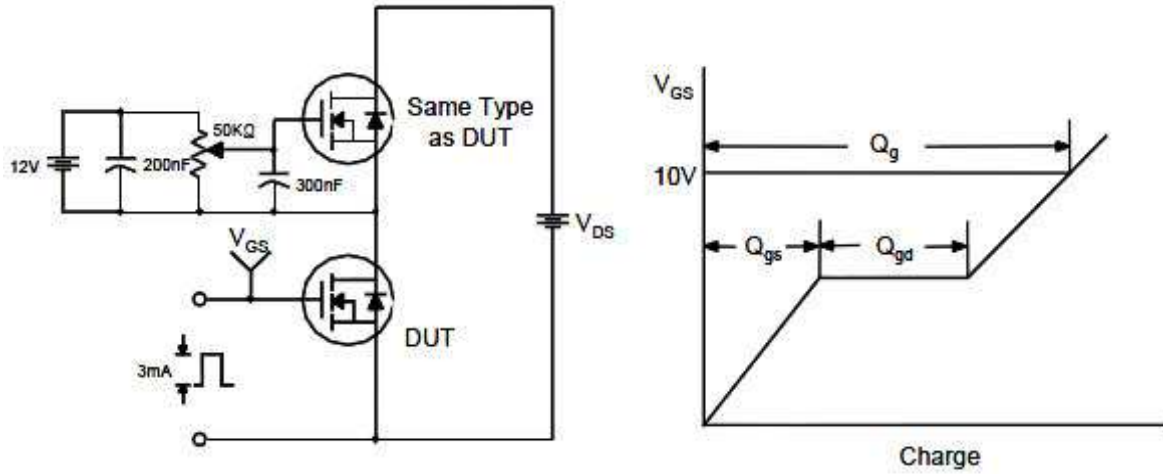 Same Type
as DUT
50KΩ
12V
200nF
300nF
V_GS
V_DS
DUT
3mA
V_GS
Q_g
10V
Q_gs
Q_gd
Charge